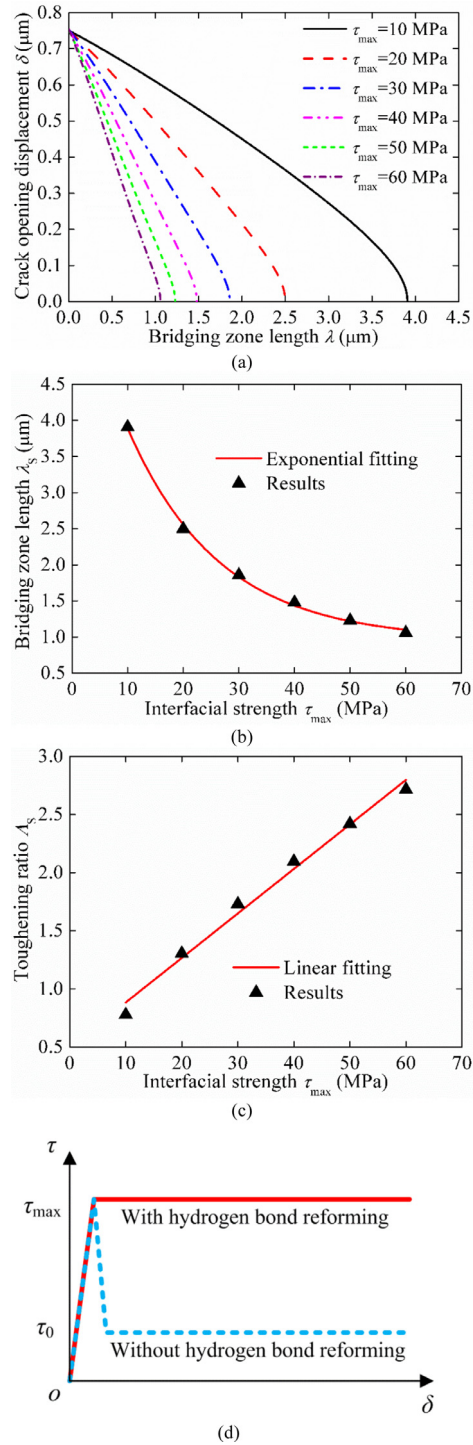 0.8
0.7
0.6
0.5
0.4
0.3
0.2
0.1
0.0
Crack opening displacement δ (μm)
τmax=10 MPa
τmax=20 MPa
τmax=30 MPa
τmax=40 MPa
τmax=50 MPa
τmax=60 MPa
0.0 0.5 1.0 1.5 2.0 2.5 3.0 3.5 4.0 4.5
Bridging zone length λ (μm)
(a)
4.5
4.0
3.5
3.0
2.5
2.0
1.5
1.0
0.5
Bridging zone length λs (μm)
Exponential fitting
Results
0 10 20 30 40 50 60 70
Interfacial strength τmax (MPa)
(b)
3.0
2.5
2.0
1.5
1.0
0.5
Toughening ratio Λs
Linear fitting
Results
0 10 20 30 40 50 60 70
Interfacial strength τmax (MPa)
(c)
τ
τmax
With hydrogen bond reforming
τ0
Without hydrogen bond reforming
o
δ
(d)